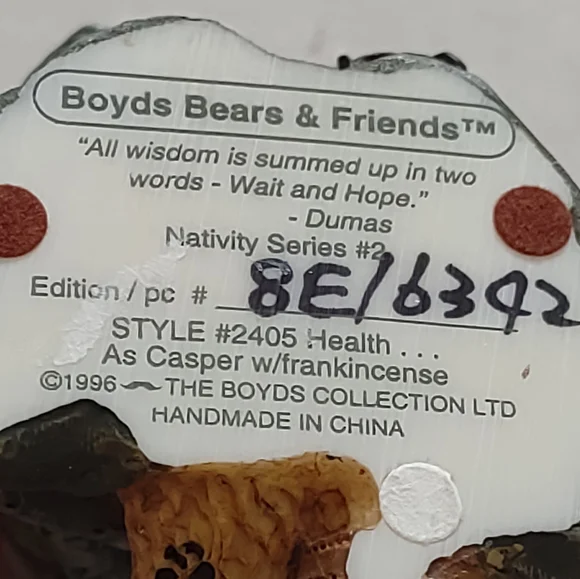 Boyds Bears & Friends™
"All wisdom is summed up in two
words - Wait and Hope."
- Dumas
Nativity Series #2
Edition / pc # 8E/6342
STYLE #2405 Health . . .
As Casper w/frankincense
©1996 THE BOYDS COLLECTION LTD
HANDMADE IN CHINA